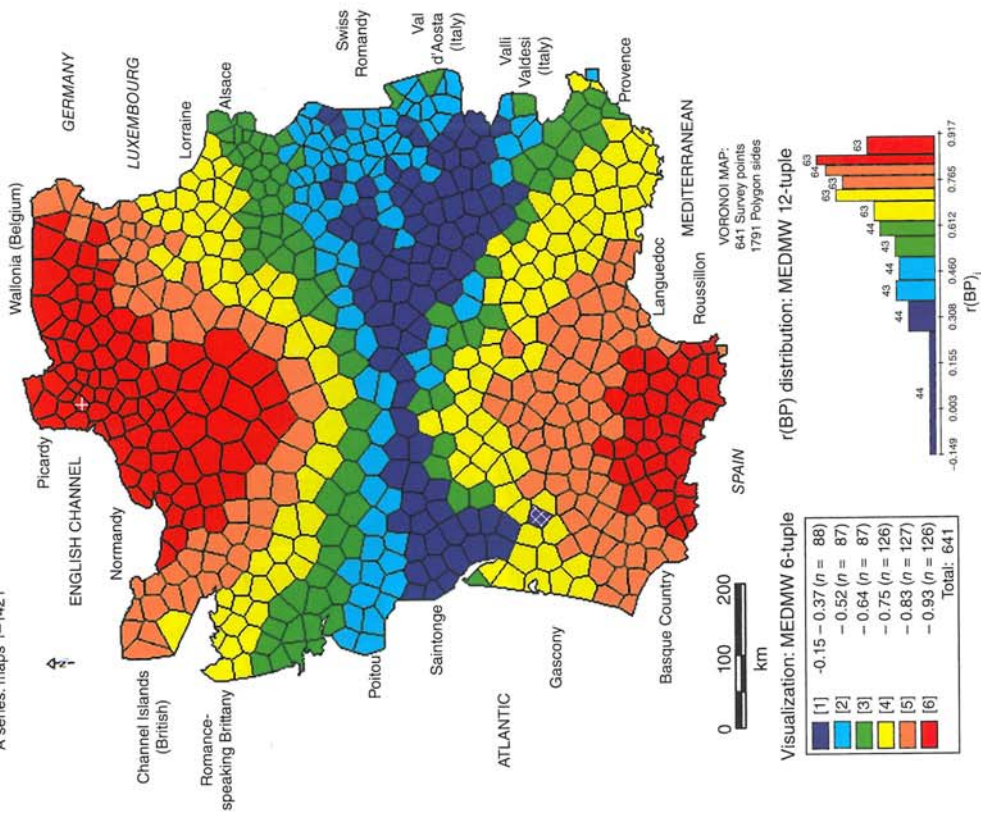 A series: maps 1–1421
N
Picardy
Wallonia (Belgium)
GERMANY
ENGLISH CHANNEL
LUXEMBOURG
Normandy
Lorraine
Channel Islands
(British)
Alsace
Romance-
speaking Brittany
Swiss
Romandy
Poitou
Val
d'Aosta
(Italy)
Saintonge
Valli
Valdesi
(Italy)
ATLANTIC
Gascony
Provence
Basque Country
Languedoc
Roussillon
MEDITERRANEAN
SPAIN
VORONOI MAP:
641 Survey points
1791 Polygon sides
0 100 200
km
Visualization: MEDMW 6-tuple
[1] -0.15 – 0.37 (n = 88)
[2] – 0.52 (n = 87)
[3] – 0.64 (n = 87)
[4] – 0.75 (n = 126)
[5] – 0.83 (n = 127)
[6] – 0.93 (n = 126)
Total: 641
r(BP) distribution: MEDMW 12-tuple
44 44 43 44 43 44 63 63 63 64 63 63
−0.149 0.003 0.155 0.308 0.460 0.612 0.765 0.917
r(BP)i